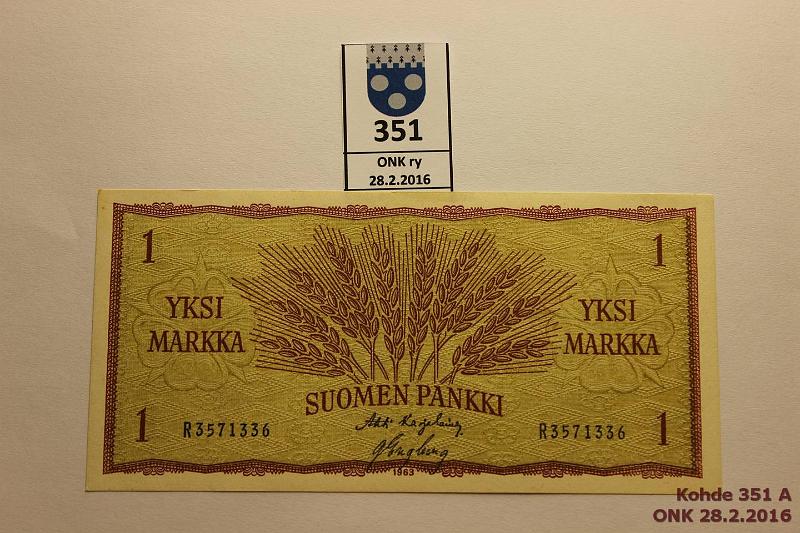 351
ONK ry
28.2.2016
1
1
YKSI
MARKKA
YKSI
MARKKA
SUOMEN PANKKI
1
R3571336
R3571336
1
1963
Kohde 351 A
ONK 28.2.2016